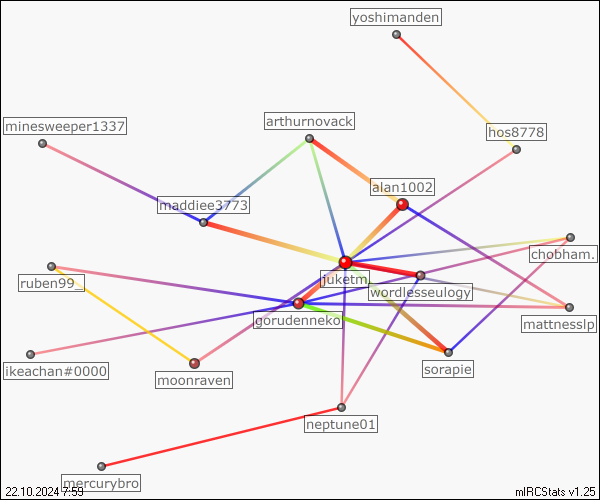 yoshimanden
arthurnovack
minesweeper1337
hos8778
alan1002
maddiee3773
chobham.
juketm
ruben99_
wordlesseulogy
gorudenneko
mattnesslp
ikeachan#0000
moonraven
sorapie
neptune01
mercurybro
22.10.2024 7:59
mIRCStats v1.25